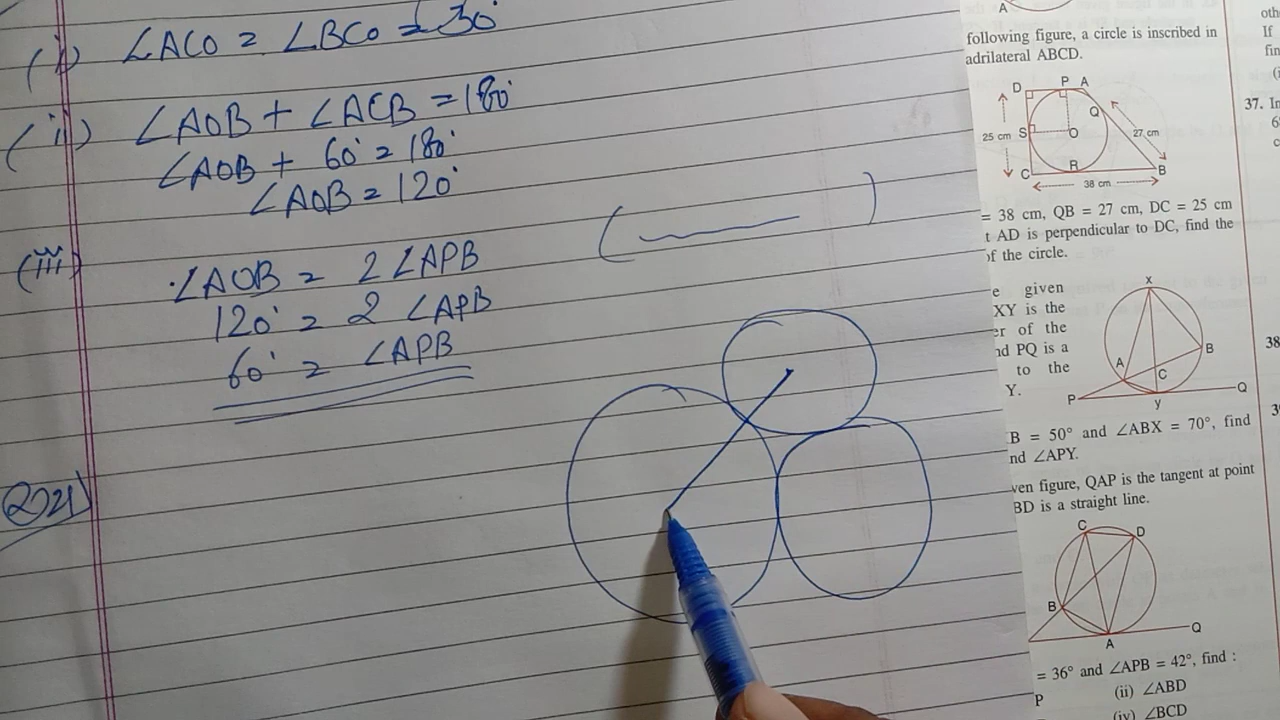 (i) ∠ACO = ∠BCO = 30°
(ii) ∠AOB + ∠ACB = 180°
∠AOB + 60° = 180°
∠AOB = 120°
(iii) ∠AOB = 2 ∠APB
120° = 2 ∠APB
60° = ∠APB
Q21)
A
following figure, a circle is inscribed in
adrilateral ABCD.
D P A
Q
25 cm S O 27 cm
C R B
38 cm
= 38 cm, QB = 27 cm, DC = 25 cm
t AD is perpendicular to DC, find the
of the circle.
e given
XY is the
er of the
nd PQ is a
to the
Y.
X
A B
C
P Q
y
B = 50° and ∠ABX = 70°, find
nd ∠APY.
ven figure, QAP is the tangent at point
BD is a straight line.
C D
B
Q
A
= 36° and ∠APB = 42°, find :
P (ii) ∠ABD
(iv) ∠BCD
oth
If
fin
(i
37. In
6
c
38
3